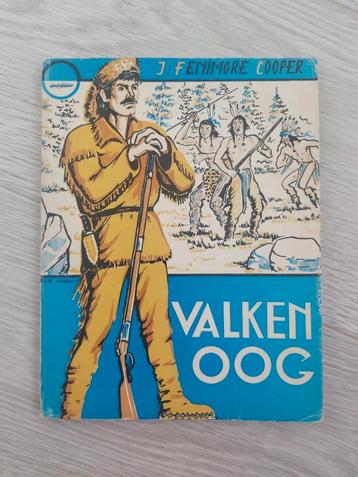 J. FENIMORE COOPER
VALKEN
OOG